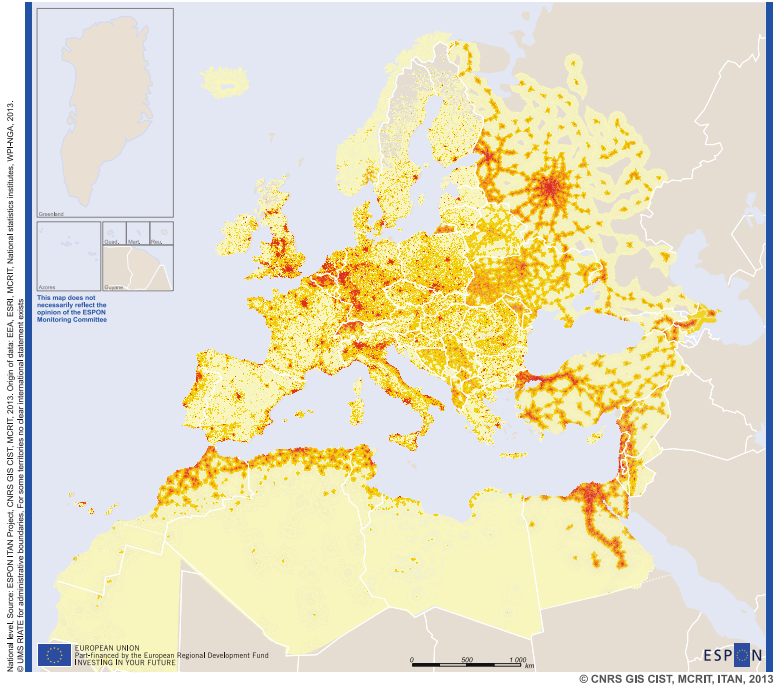 Greenland
Azores
Guad.
Mart.
Reu.
Guyane
This map does not
necessarily reflect the
opinion of the ESPON
Monitoring Committee
National level. Source: ESPON ITAN Project, CNRS GIS CIST, MCRIT, 2013. Origin of data: EEA, ESRI, MCRIT, National statistics institutes, WPI-NGA, 2013.
© UMS RIATE for administrative boundaries. For some territories no clear international statement exists
EUROPEAN UNION
Part-financed by the European Regional Development Fund
INVESTING IN YOUR FUTURE
0 500 1 000
km
ESPON
© CNRS GIS CIST, MCRIT, ITAN, 2013